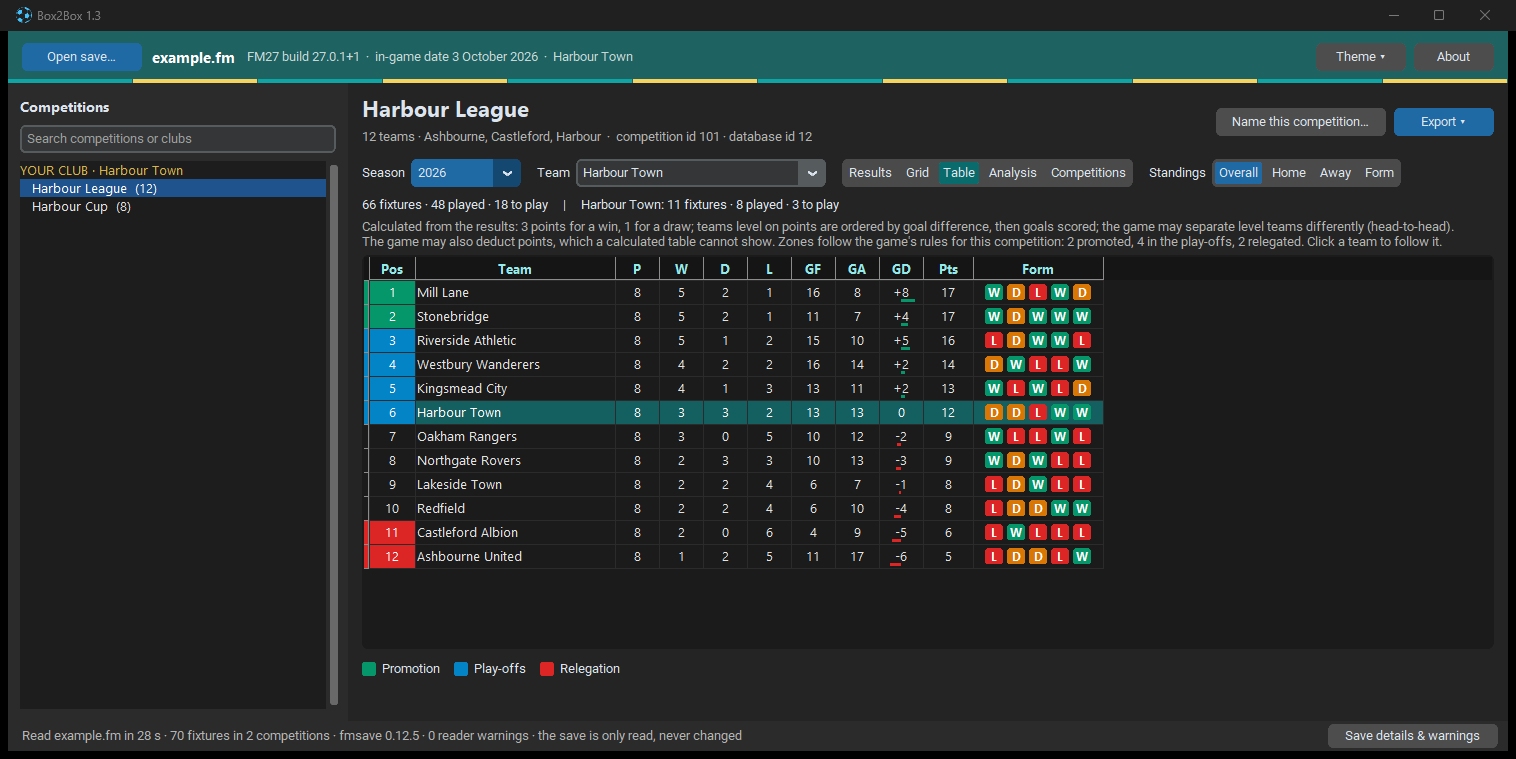 Box2Box 1.3
Open save... example.fm FM27 build 27.0.1+1 · in-game date 3 October 2026 · Harbour Town Theme ▾ About
Competitions
Search competitions or clubs
YOUR CLUB · Harbour Town
Harbour League (12)
Harbour Cup (8)
Harbour League
12 teams · Ashbourne, Castleford, Harbour · competition id 101 · database id 12
Name this competition... Export ▾
Season 2026 Team Harbour Town Results Grid Table Analysis Competitions Standings Overall Home Away Form
66 fixtures · 48 played · 18 to play | Harbour Town: 11 fixtures · 8 played · 3 to play
Calculated from the results: 3 points for a win, 1 for a draw; teams level on points are ordered by goal difference, then goals scored; the game may separate level teams differently (head-to-head).
The game may also deduct points, which a calculated table cannot show. Zones follow the game's rules for this competition: 2 promoted, 4 in the play-offs, 2 relegated. Click a team to follow it.
Pos Team P W D L GF GA GD Pts Form
1 Mill Lane 8 5 2 1 16 8 +8 17 W D L W D
2 Stonebridge 8 5 2 1 11 7 +4 17 W D W W W
3 Riverside Athletic 8 5 1 2 15 10 +5 16 L D W W L
4 Westbury Wanderers 8 4 2 2 16 14 +2 14 D W L L W
5 Kingsmead City 8 4 1 3 13 11 +2 13 W L W L D
6 Harbour Town 8 3 3 2 13 13 0 12 D D L W W
7 Oakham Rangers 8 3 0 5 10 12 -2 9 W L L W L
8 Northgate Rovers 8 2 3 3 10 13 -3 9 W D W L L
9 Lakeside Town 8 2 2 4 6 7 -1 8 L D W L L
10 Redfield 8 2 2 4 6 10 -4 8 L D D W W
11 Castleford Albion 8 2 0 6 4 9 -5 6 L W L L L
12 Ashbourne United 8 1 2 5 11 17 -6 5 L D D L W
Promotion Play-offs Relegation
Read example.fm in 28 s · 70 fixtures in 2 competitions · fmsave 0.12.5 · 0 reader warnings · the save is only read, never changed
Save details & warnings